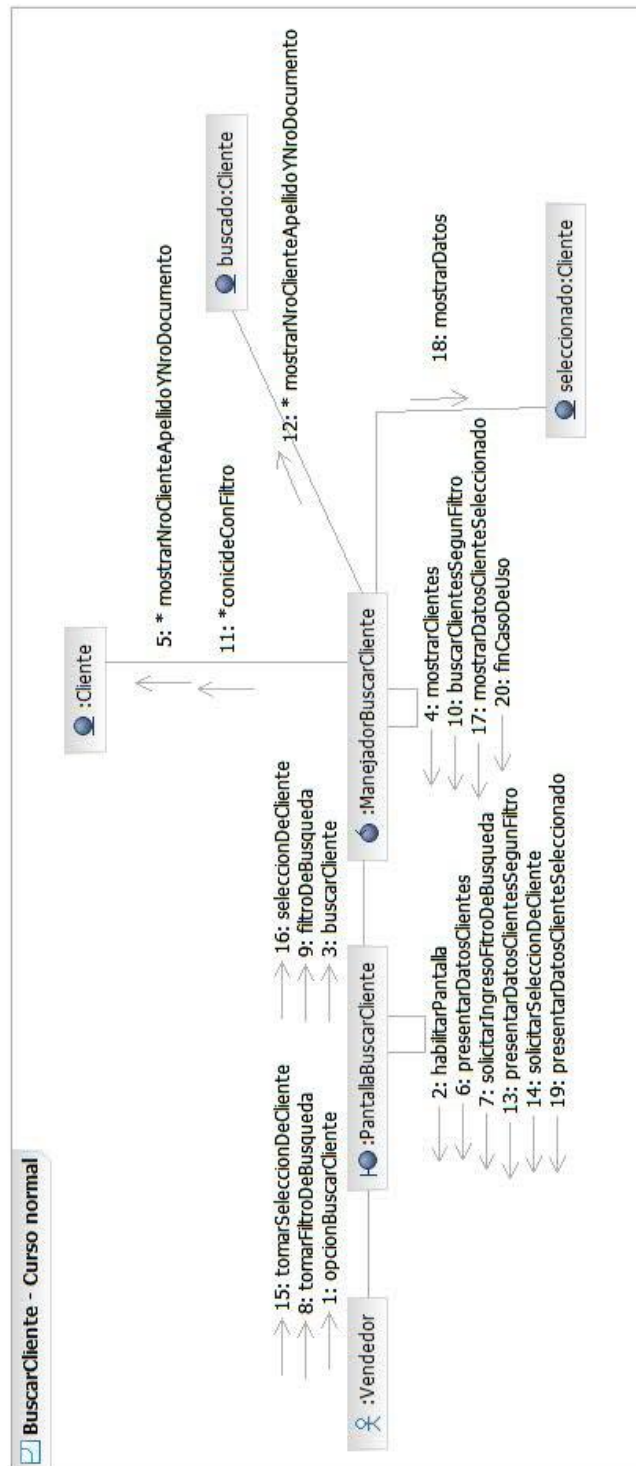 BuscarCliente - Curso normal
:Cliente
5: * mostrarNroClienteApellidoYNroDocumento
11: *conicideConFiltro
buscado:Cliente
12: * mostrarNroClienteApellidoYNroDocumento
15: tomarSeleccionDeCliente
8: tomarFiltroDeBusqueda
1: opcionBuscarCliente
16: seleccionDeCliente
9: filtroDeBusqueda
3: buscarCliente
:Vendedor
:PantallaBuscarCliente
:ManejadorBuscarCliente
2: habilitarPantalla
6: presentarDatosClientes
7: solicitarIngresoFitroDeBusqueda
13: presentarDatosClientesSegunFiltro
14: solicitarSeleccionDeCliente
19: presentarDatosClienteSeleccionado
4: mostrarClientes
10: buscarClientesSegunFiltro
17: mostrarDatosClienteSeleccionado
20: finCasoDeUso
18: mostrarDatos
seleccionado:Cliente